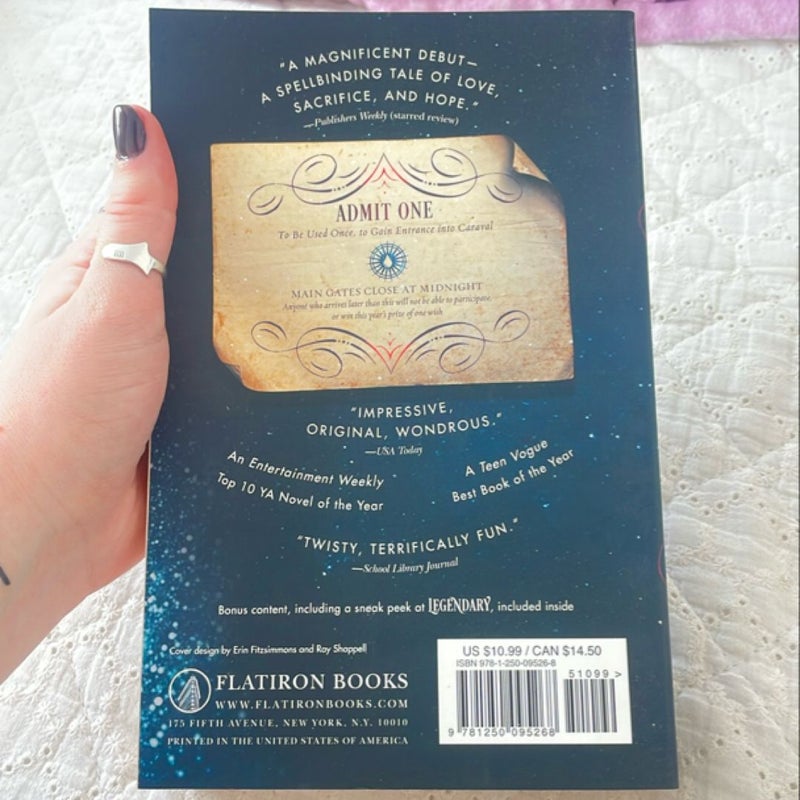 "A MAGNIFICENT DEBUT—
A SPELLBINDING TALE OF LOVE,
SACRIFICE, AND HOPE."
—Publishers Weekly (starred review)
ADMIT ONE
To Be Used Once, to Gain Entrance into Caraval
MAIN GATES CLOSE AT MIDNIGHT
Anyone who arrives later than this will not be able to participate,
or win this year's prize of one wish
"IMPRESSIVE,
ORIGINAL, WONDROUS."
—USA Today
An Entertainment Weekly
Top 10 YA Novel of the Year
A Teen Vogue
Best Book of the Year
"TWISTY, TERRIFICALLY FUN."
—School Library Journal
Bonus content, including a sneak peek at LEGENDARY, included inside
Cover design by Erin Fitzsimmons and Ray Shappell
FLATIRON BOOKS
WWW.FLATIRONBOOKS.COM
175 FIFTH AVENUE, NEW YORK, N.Y. 10010
PRINTED IN THE UNITED STATES OF AMERICA
US $10.99 / CAN $14.50
ISBN 978-1-250-09526-8
51099 >
9 781250 095268